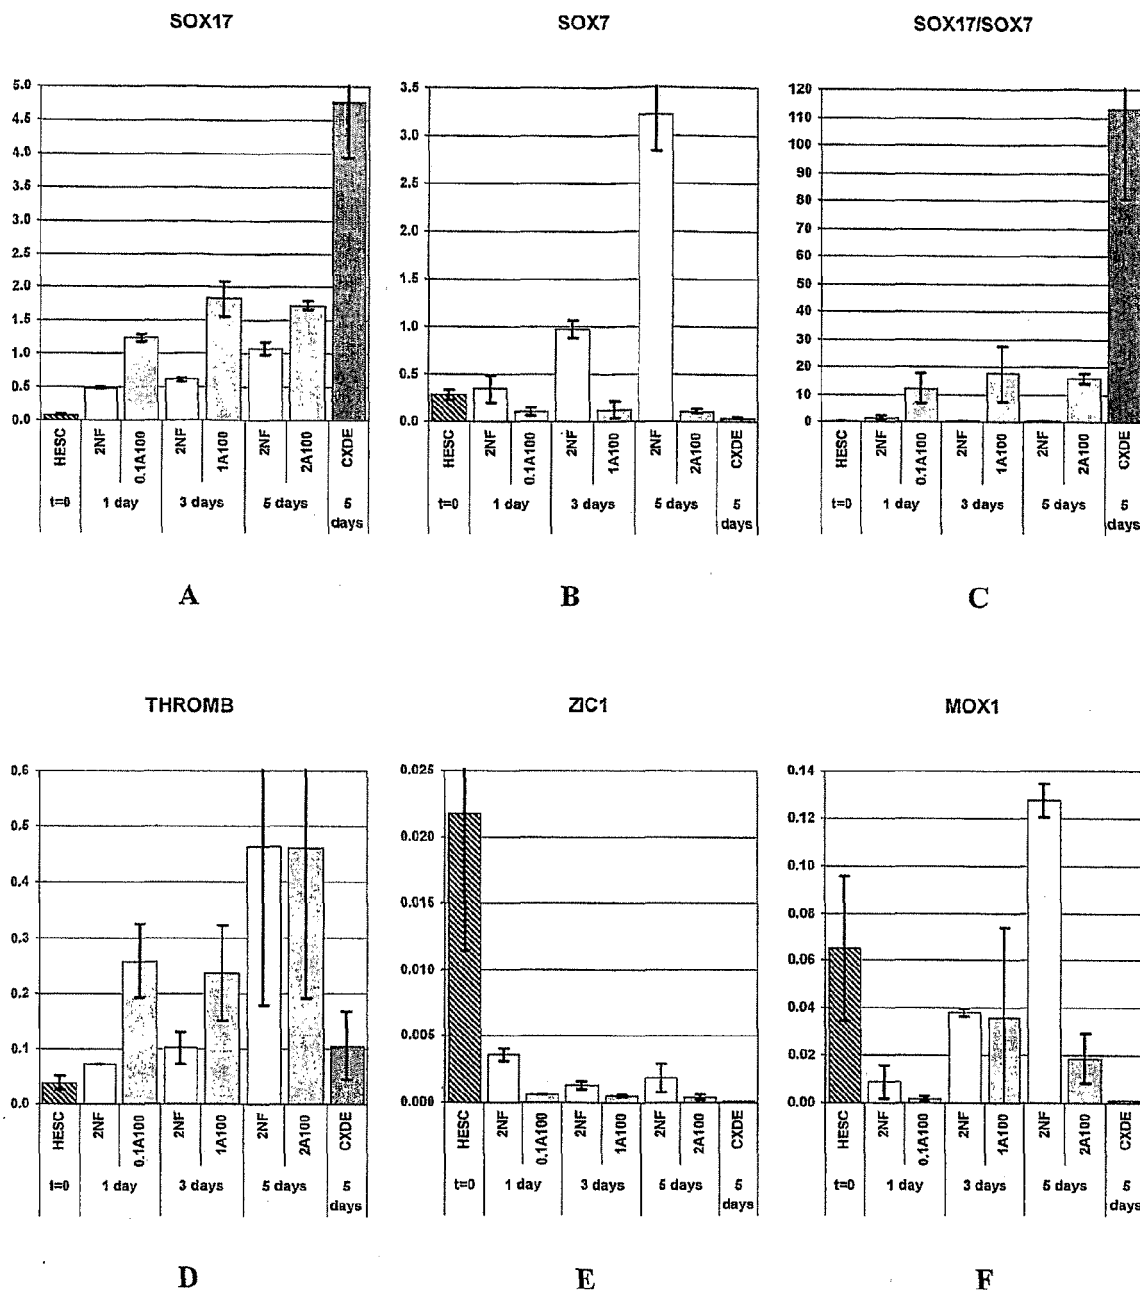 SOX17 SOX7 SOX17/SOX7
5.0
4.5
4.0
3.5
3.0
2.5
2.0
1.5
1.0
0.5
0.0
HESC 2NF 0.1A100 2NF 1A100 2NF 2A100 CXDE
t=0 1 day 3 days 5 days 5
days
3.5
3.0
2.5
2.0
1.5
1.0
0.5
0.0
HESC 2NF 0.1A100 2NF 1A100 2NF 2A100 CXDE
t=0 1 day 3 days 5 days 5
days
120
110
100
90
80
70
60
50
40
30
20
10
0
HESC 2NF 0.1A100 2NF 1A100 2NF 2A100 CXDE
t=0 1 day 3 days 5 days 5
days
A B C
THROMB ZIC1 MOX1
0.6
0.5
0.4
0.3
0.2
0.1
0.0
HESC 2NF 0.1A100 2NF 1A100 2NF 2A100 CXDE
t=0 1 day 3 days 5 days 5
days
0.025
0.020
0.015
0.010
0.005
0.000
HESC 2NF 0.1A100 2NF 1A100 2NF 2A100 CXDE
t=0 1 day 3 days 5 days 5
days
0.14
0.12
0.10
0.08
0.06
0.04
0.02
0.00
HESC 2NF 0.1A100 2NF 1A100 2NF 2A100 CXDE
t=0 1 day 3 days 5 days 5
days
D E F